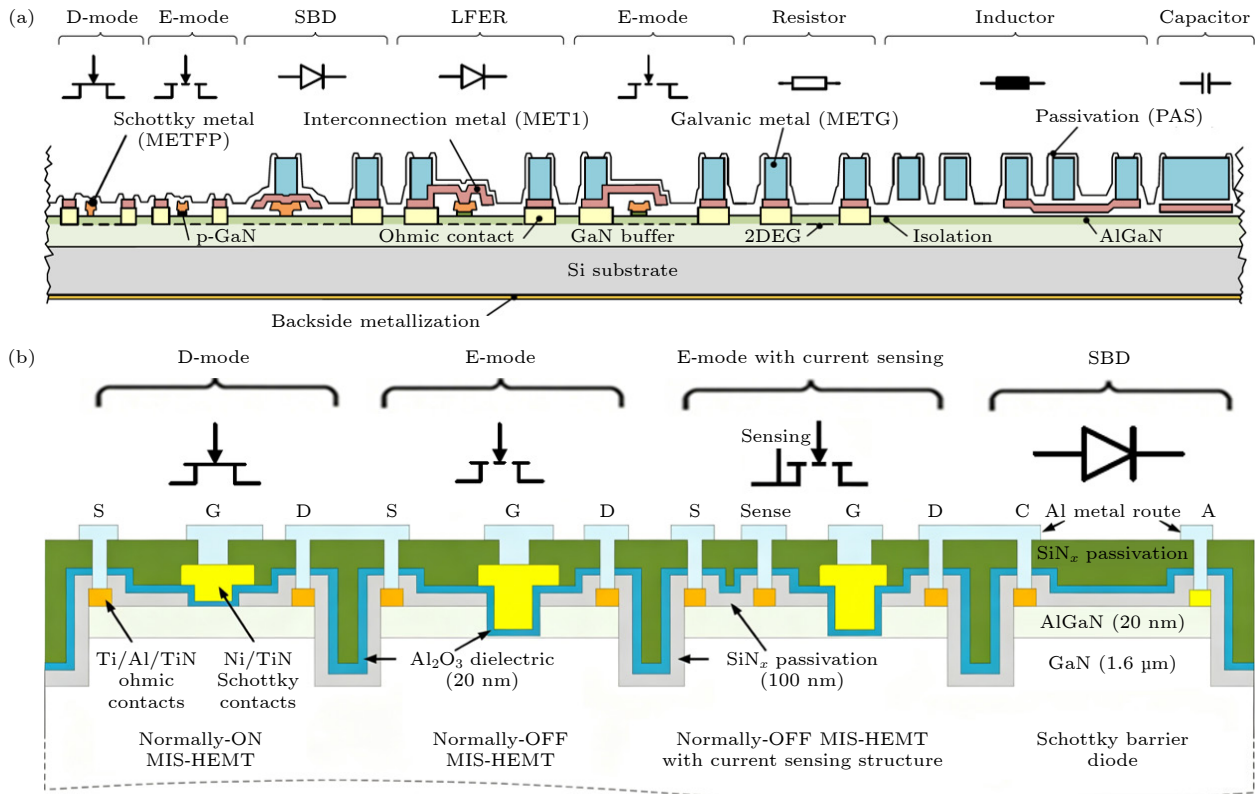 (a)
D-mode E-mode SBD LFER E-mode Resistor Inductor Capacitor
Schottky metal
(METFP)
Interconnection metal (MET1)
Galvanic metal (METG)
Passivation (PAS)
p-GaN
Ohmic contact
GaN buffer
2DEG
Isolation
AlGaN
Si substrate
Backside metallization
(b)
D-mode E-mode E-mode with current sensing SBD
Sensing
S G D S G D S Sense G D C Al metal route A
SiNx passivation
AlGaN (20 nm)
GaN (1.6 μm)
Ti/Al/TiN
ohmic
contacts
Ni/TiN
Schottky
contacts
Al2O3 dielectric
(20 nm)
SiNx passivation
(100 nm)
Normally-ON
MIS-HEMT
Normally-OFF
MIS-HEMT
Normally-OFF MIS-HEMT
with current sensing structure
Schottky barrier
diode